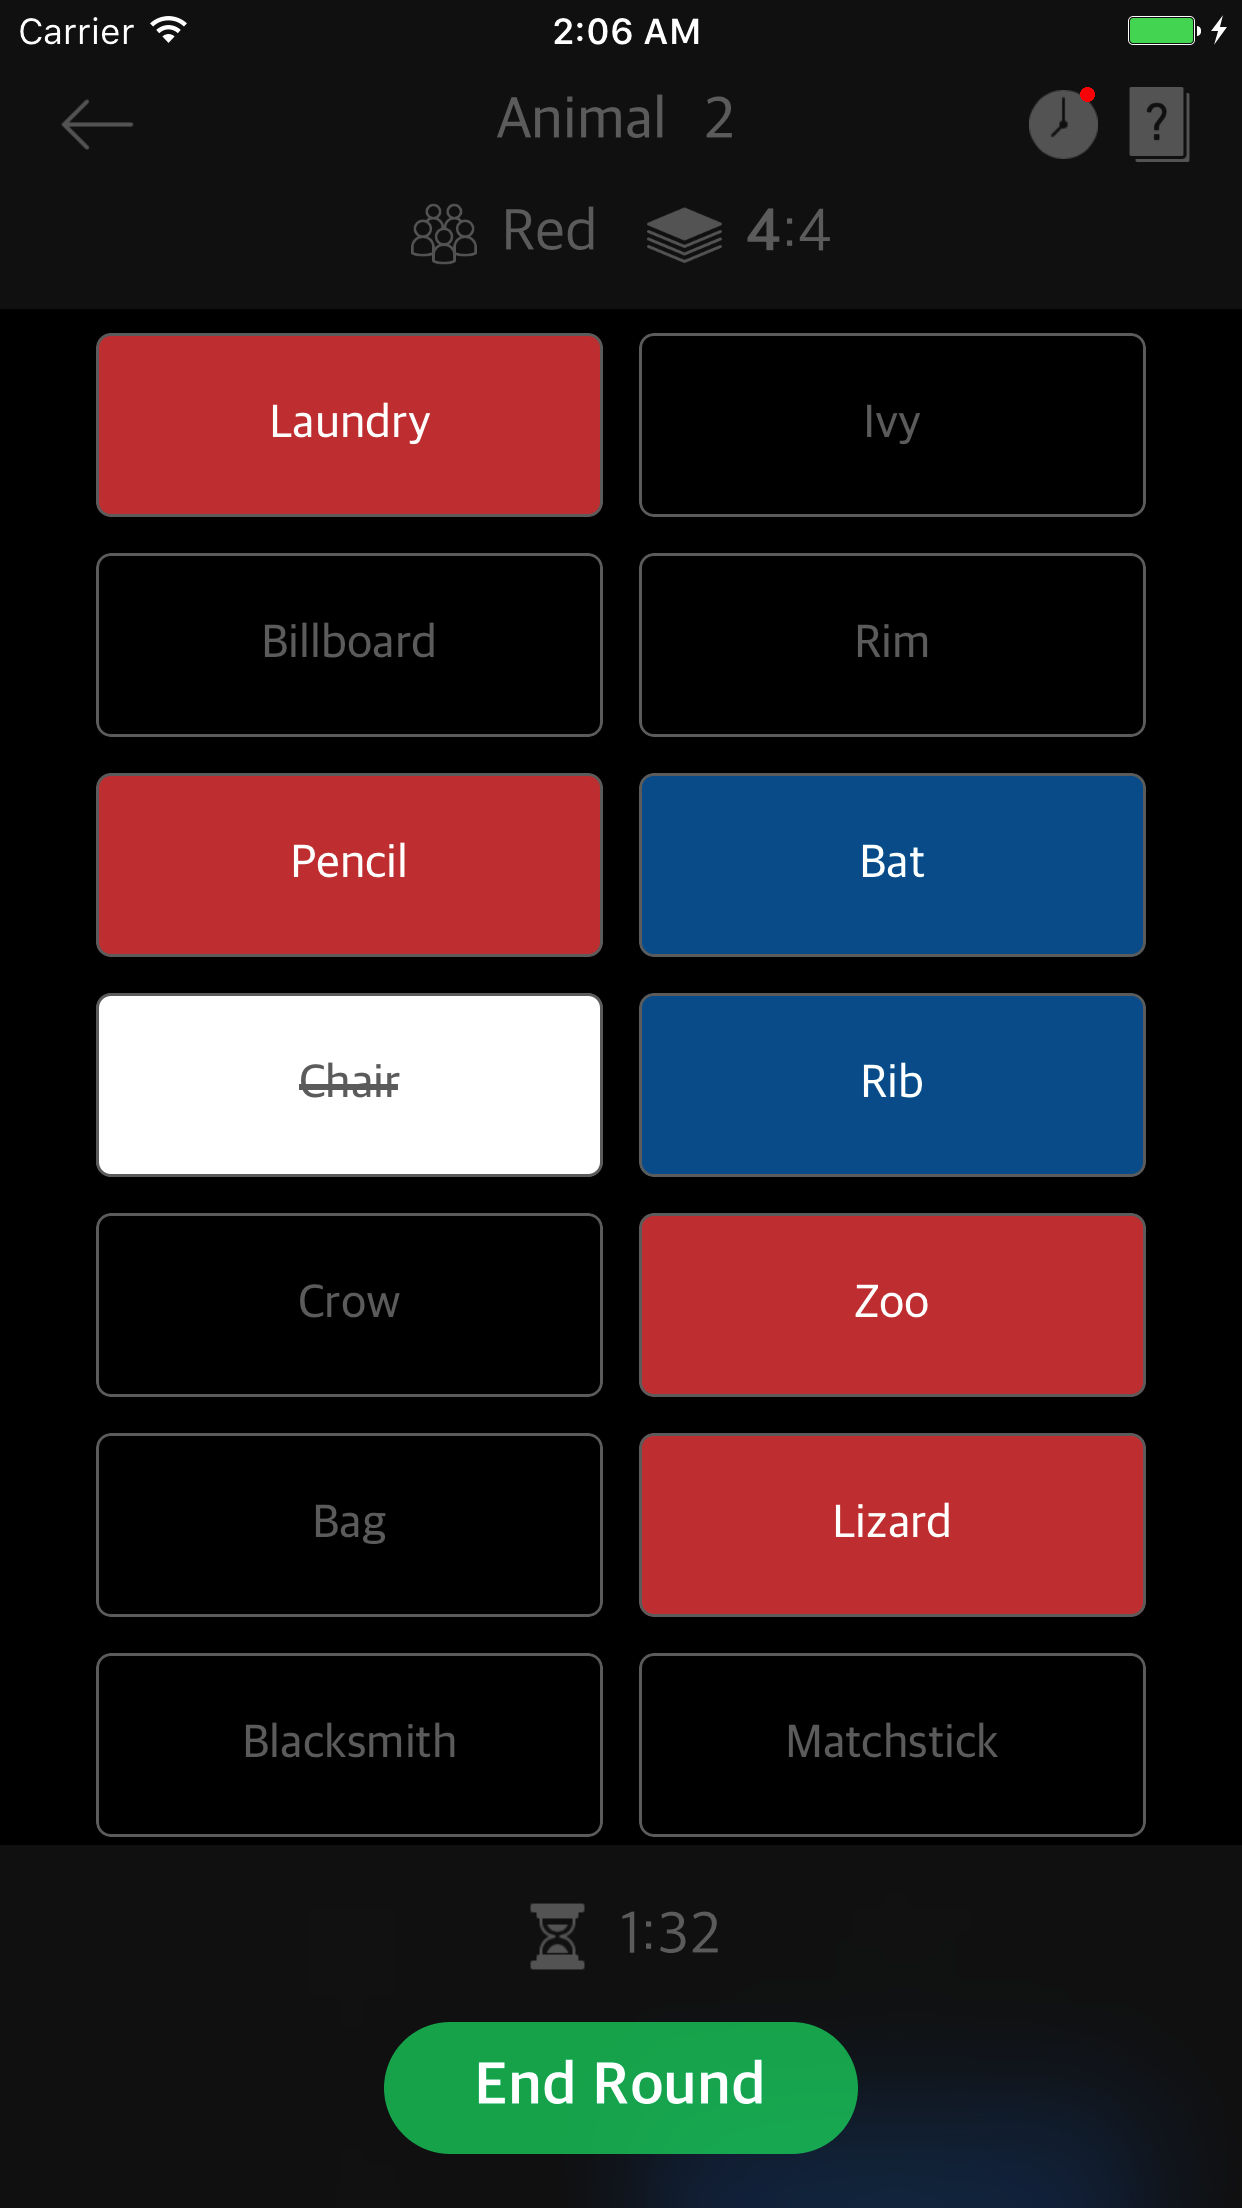 Carrier 2:06 AM
Animal 2
?
Red 4:4
Laundry Ivy
Billboard Rim
Pencil Bat
Chair Rib
Crow Zoo
Bag Lizard
Blacksmith Matchstick
1:32
End Round